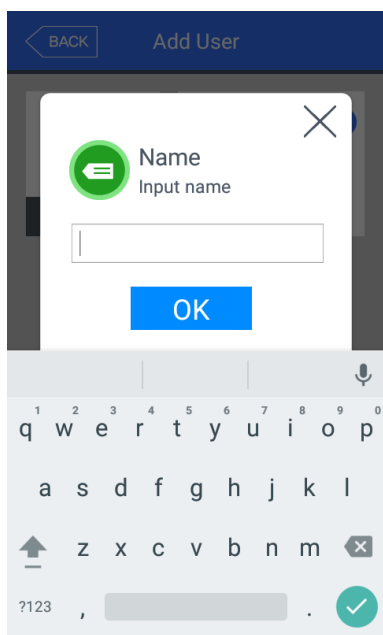 BACK
Add User
Name
Input name
OK
1 2 3 4 5 6 7 8 9 0
q w e r t y u i o p
a s d f g h j k l
z x c v b n m
?123 , .